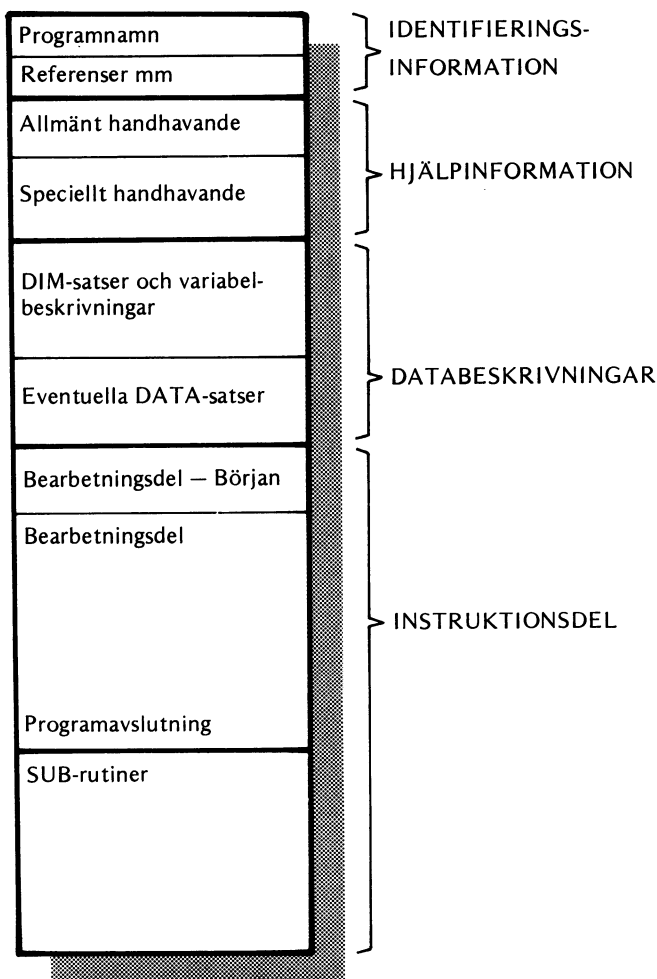 Programnamn
Referenser mm
IDENTIFIERINGS-
INFORMATION
Allmänt handhavande
Speciellt handhavande
HJÄLPINFORMATION
DIM-satser och variabel-
beskrivningar
Eventuella DATA-satser
DATABESKRIVNINGAR
Bearbetningsdel — Början
Bearbetningsdel
Programavslutning
SUB-rutiner
INSTRUKTIONSDEL